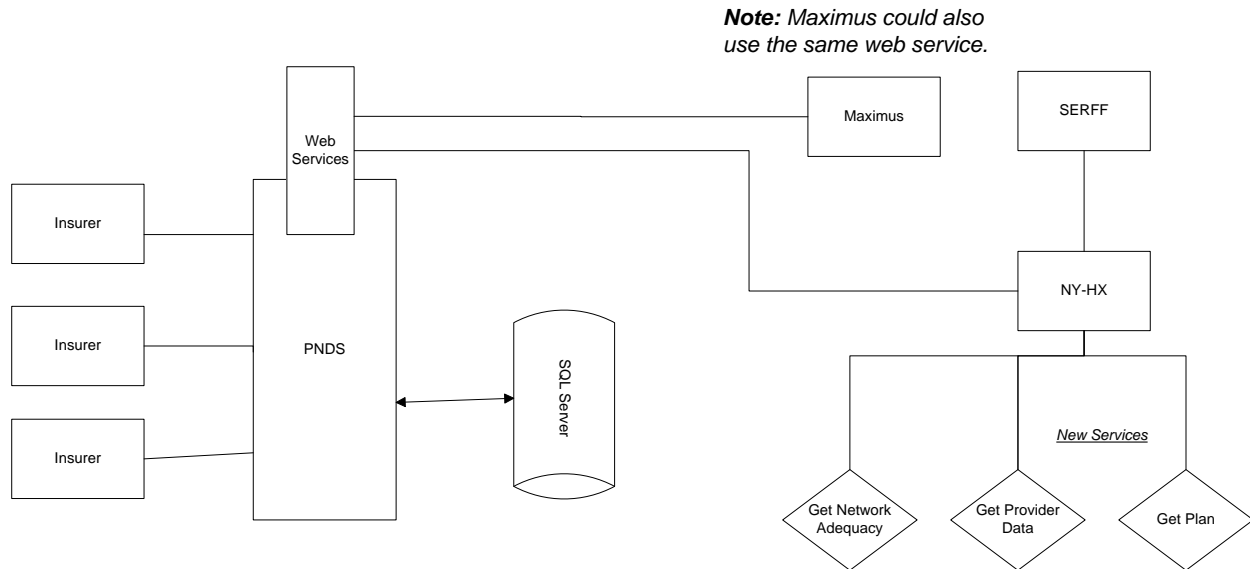 Note: Maximus could also
use the same web service.
Web
Services
Maximus
SERFF
Insurer
Insurer
Insurer
PNDS
SQL Server
NY-HX
New Services
Get Network
Adequacy
Get Provider
Data
Get Plan